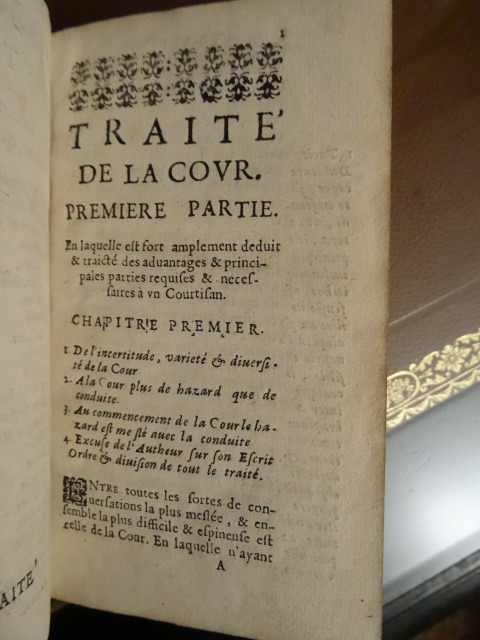 1
TRAITE'
DE LA COVR.
PREMIERE PARTIE.
En laquelle est fort amplement deduit
& traicté des aduantages & princi-
pales parties requises & neces-
saires à vn Courtisan.
CHAPITRE PREMIER.
1 De l'incertitude, varieté & diversi-
té de la Cour
2. A la Cour plus de hazard que de
conduite.
3. Au commencement de la Cour le ha-
zard est meslé avec la conduite
4. Excuse de l'Autheur sur son Escrit
Ordre & division de tout le traité.
ENTRE toutes les sortes de con-
uersations la plus meslée, & en-
semble la plus difficile & espineuse est
celle de la Cour. En laquelle n'ayant
A
AITE'